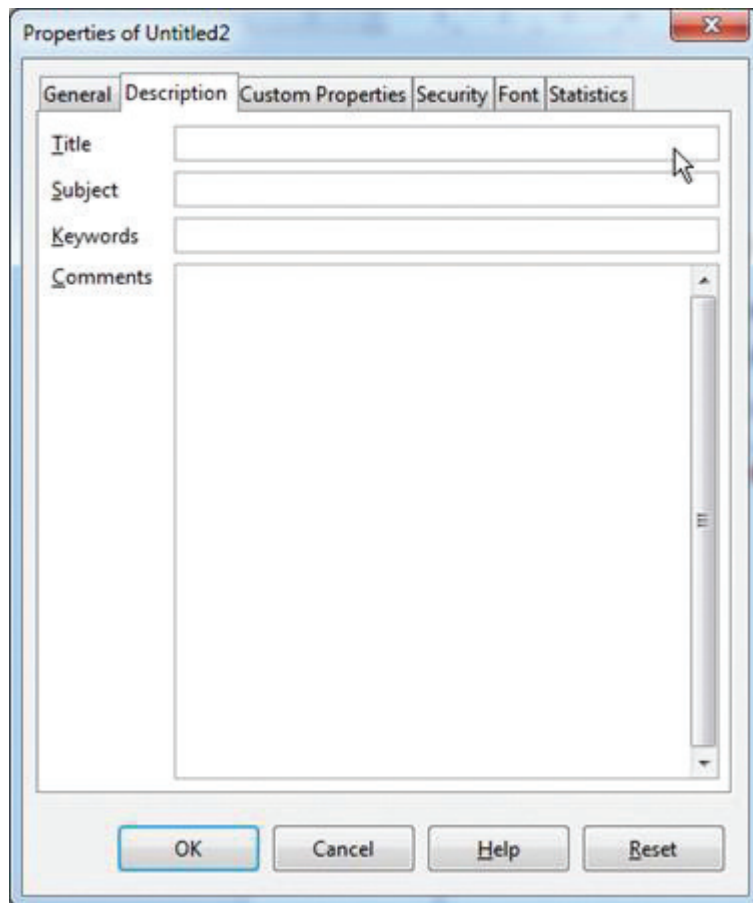 Properties of Untitled2
General Description Custom Properties Security Font Statistics
Title
Subject
Keywords
Comments
OK Cancel Help Reset